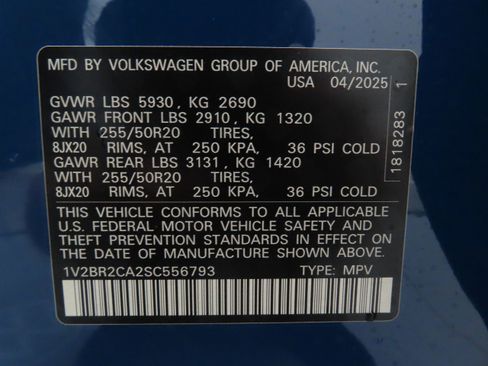 MFD BY VOLKSWAGEN GROUP OF AMERICA, INC.
USA 04/2025
GVWR LBS 5930, KG 2690
GAWR FRONT LBS 2910, KG 1320
WITH 255/50R20 TIRES,
8JX20 RIMS, AT 250 KPA, 36 PSI COLD
GAWR REAR LBS 3131, KG 1420
WITH 255/50R20 TIRES,
8JX20 RIMS, AT 250 KPA, 36 PSI COLD
THIS VEHICLE CONFORMS TO ALL APPLICABLE
U.S. FEDERAL MOTOR VEHICLE SAFETY AND
THEFT PREVENTION STANDARDS IN EFFECT ON
THE DATE OF MANUFACTURE SHOWN ABOVE.
1V2BR2CA2SC556793 TYPE: MPV
1818283 1